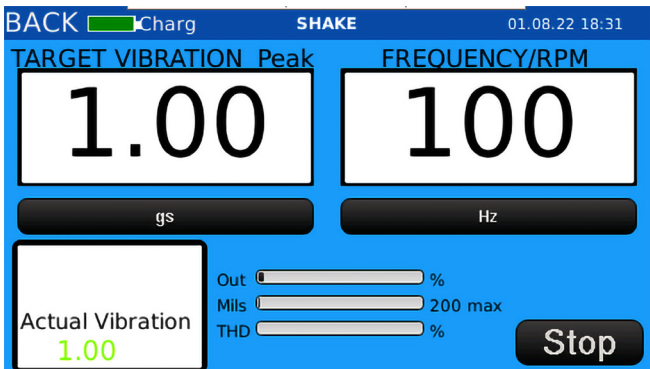 BACK Charg SHAKE 01.08.22 18:31
TARGET VIBRATION Peak FREQUENCY/RPM
1.00 100
gs Hz
Out %
Mils 200 max
Actual Vibration THD %
1.00 Stop